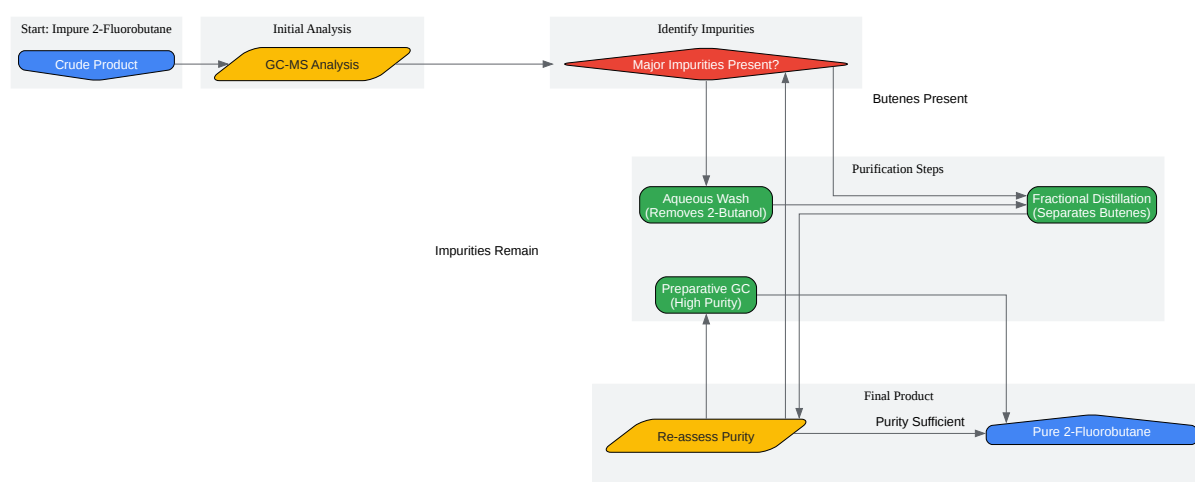 Start: Impure 2-Fluorobutane
Initial Analysis
Identify Impurities
Crude Product
GC-MS Analysis
Major Impurities Present?
Butenes Present
Purification Steps
Aqueous Wash
(Removes 2-Butanol)
Fractional Distillation
(Separates Butenes)
Impurities Remain
Preparative GC
(High Purity)
Final Product
Purity Sufficient
Re-assess Purity
Pure 2-Fluorobutane